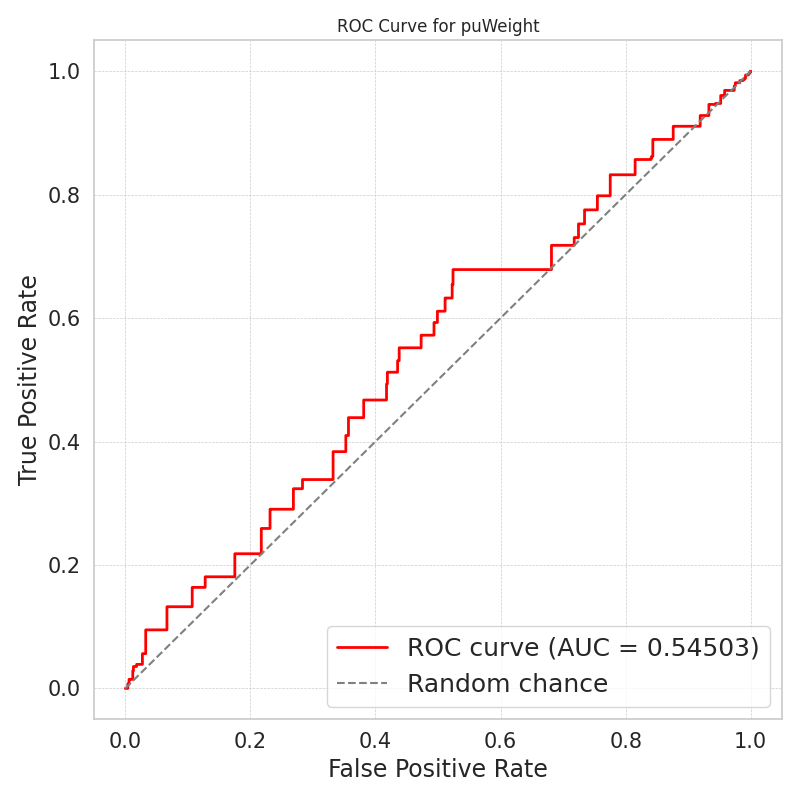 ROC Curve for puWeight
True Positive Rate
1.0
0.8
0.6
0.4
0.2
0.0
ROC curve (AUC = 0.54503)
Random chance
0.0 0.2 0.4 0.6 0.8 1.0
False Positive Rate